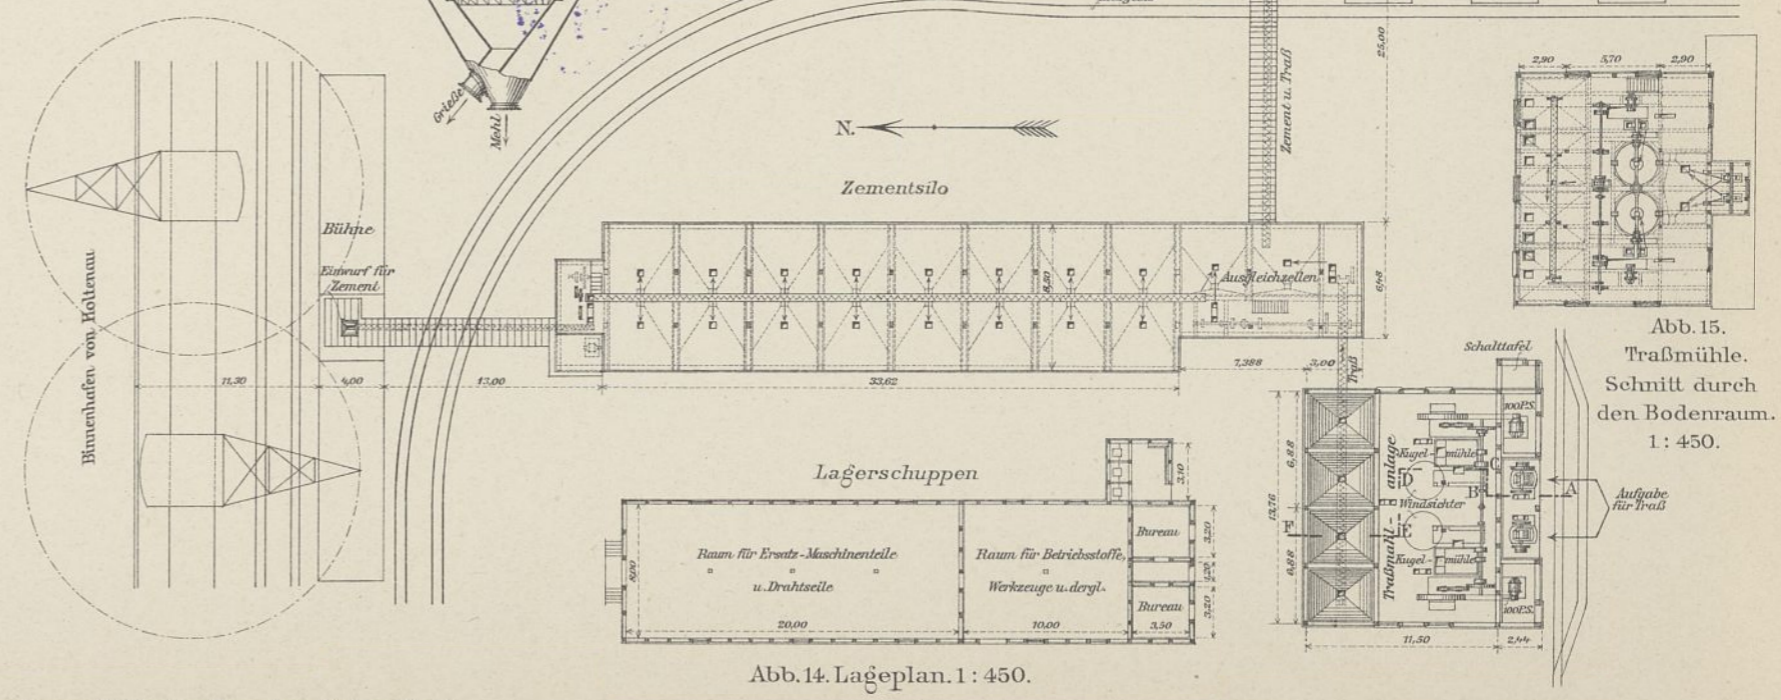 Grieße
Mehl
Zement u. Traß
25,00
2,90
5,70
2,90
N.
Zementsilo
Binnenhafen von Holtenau
Bühne
Einwurf für
Zement
Ausgleichzellen
8,50
6,48
11,30
4,00
13,00
33,62
7,388
3,00
Traß
Abb. 15.
Traßmühle.
Schnitt durch
den Bodenraum.
1 : 450.
Schalttafel
100P.S.
Lagerschuppen
3,10
Raum für Ersatz-Maschinenteile
u. Drahtseile
Raum für Betriebsstoffe,
Werkzeuge u. dergl.
Bureau
Bureau
8,00
20,00
10,00
3,50
3,20
1,20
3,20
13,76
6,88
6,88
Traßmahl-
anlage
Kugel-
mühle
D
C
B
A
Windsichter
E
F
Kugel-
mühle
100P.S.
Aufgabe
für Traß
11,50
2,44
Abb. 14. Lageplan. 1 : 450.